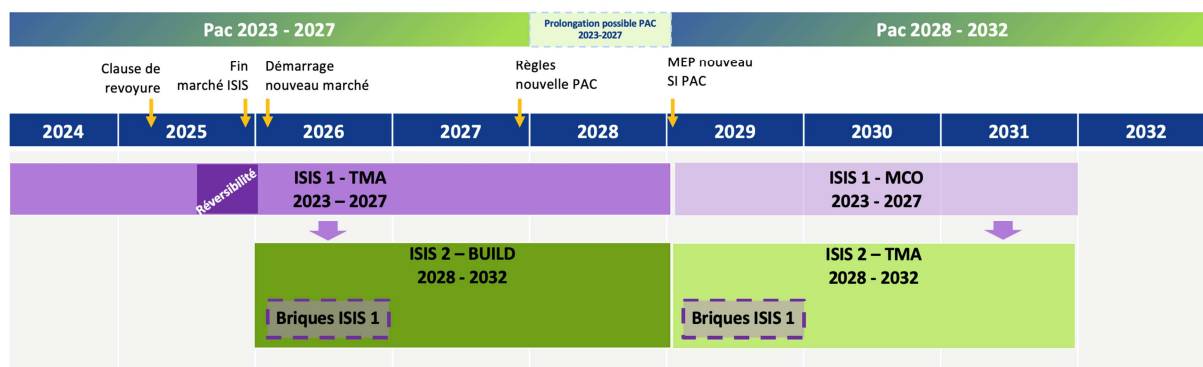 Pac 2023 - 2027
Prolongation possible PAC
2023-2027
Pac 2028 - 2032
Clause de
revoyure
Fin
marché ISIS
Démarrage
nouveau marché
Règles
nouvelle PAC
MEP nouveau
SI PAC
2024
2025
2026
2027
2028
2029
2030
2031
2032
Réversibilité
ISIS 1 - TMA
2023 – 2027
ISIS 1 - MCO
2023 - 2027
ISIS 2 – BUILD
2028 - 2032
ISIS 2 – TMA
2028 - 2032
Briques ISIS 1
Briques ISIS 1